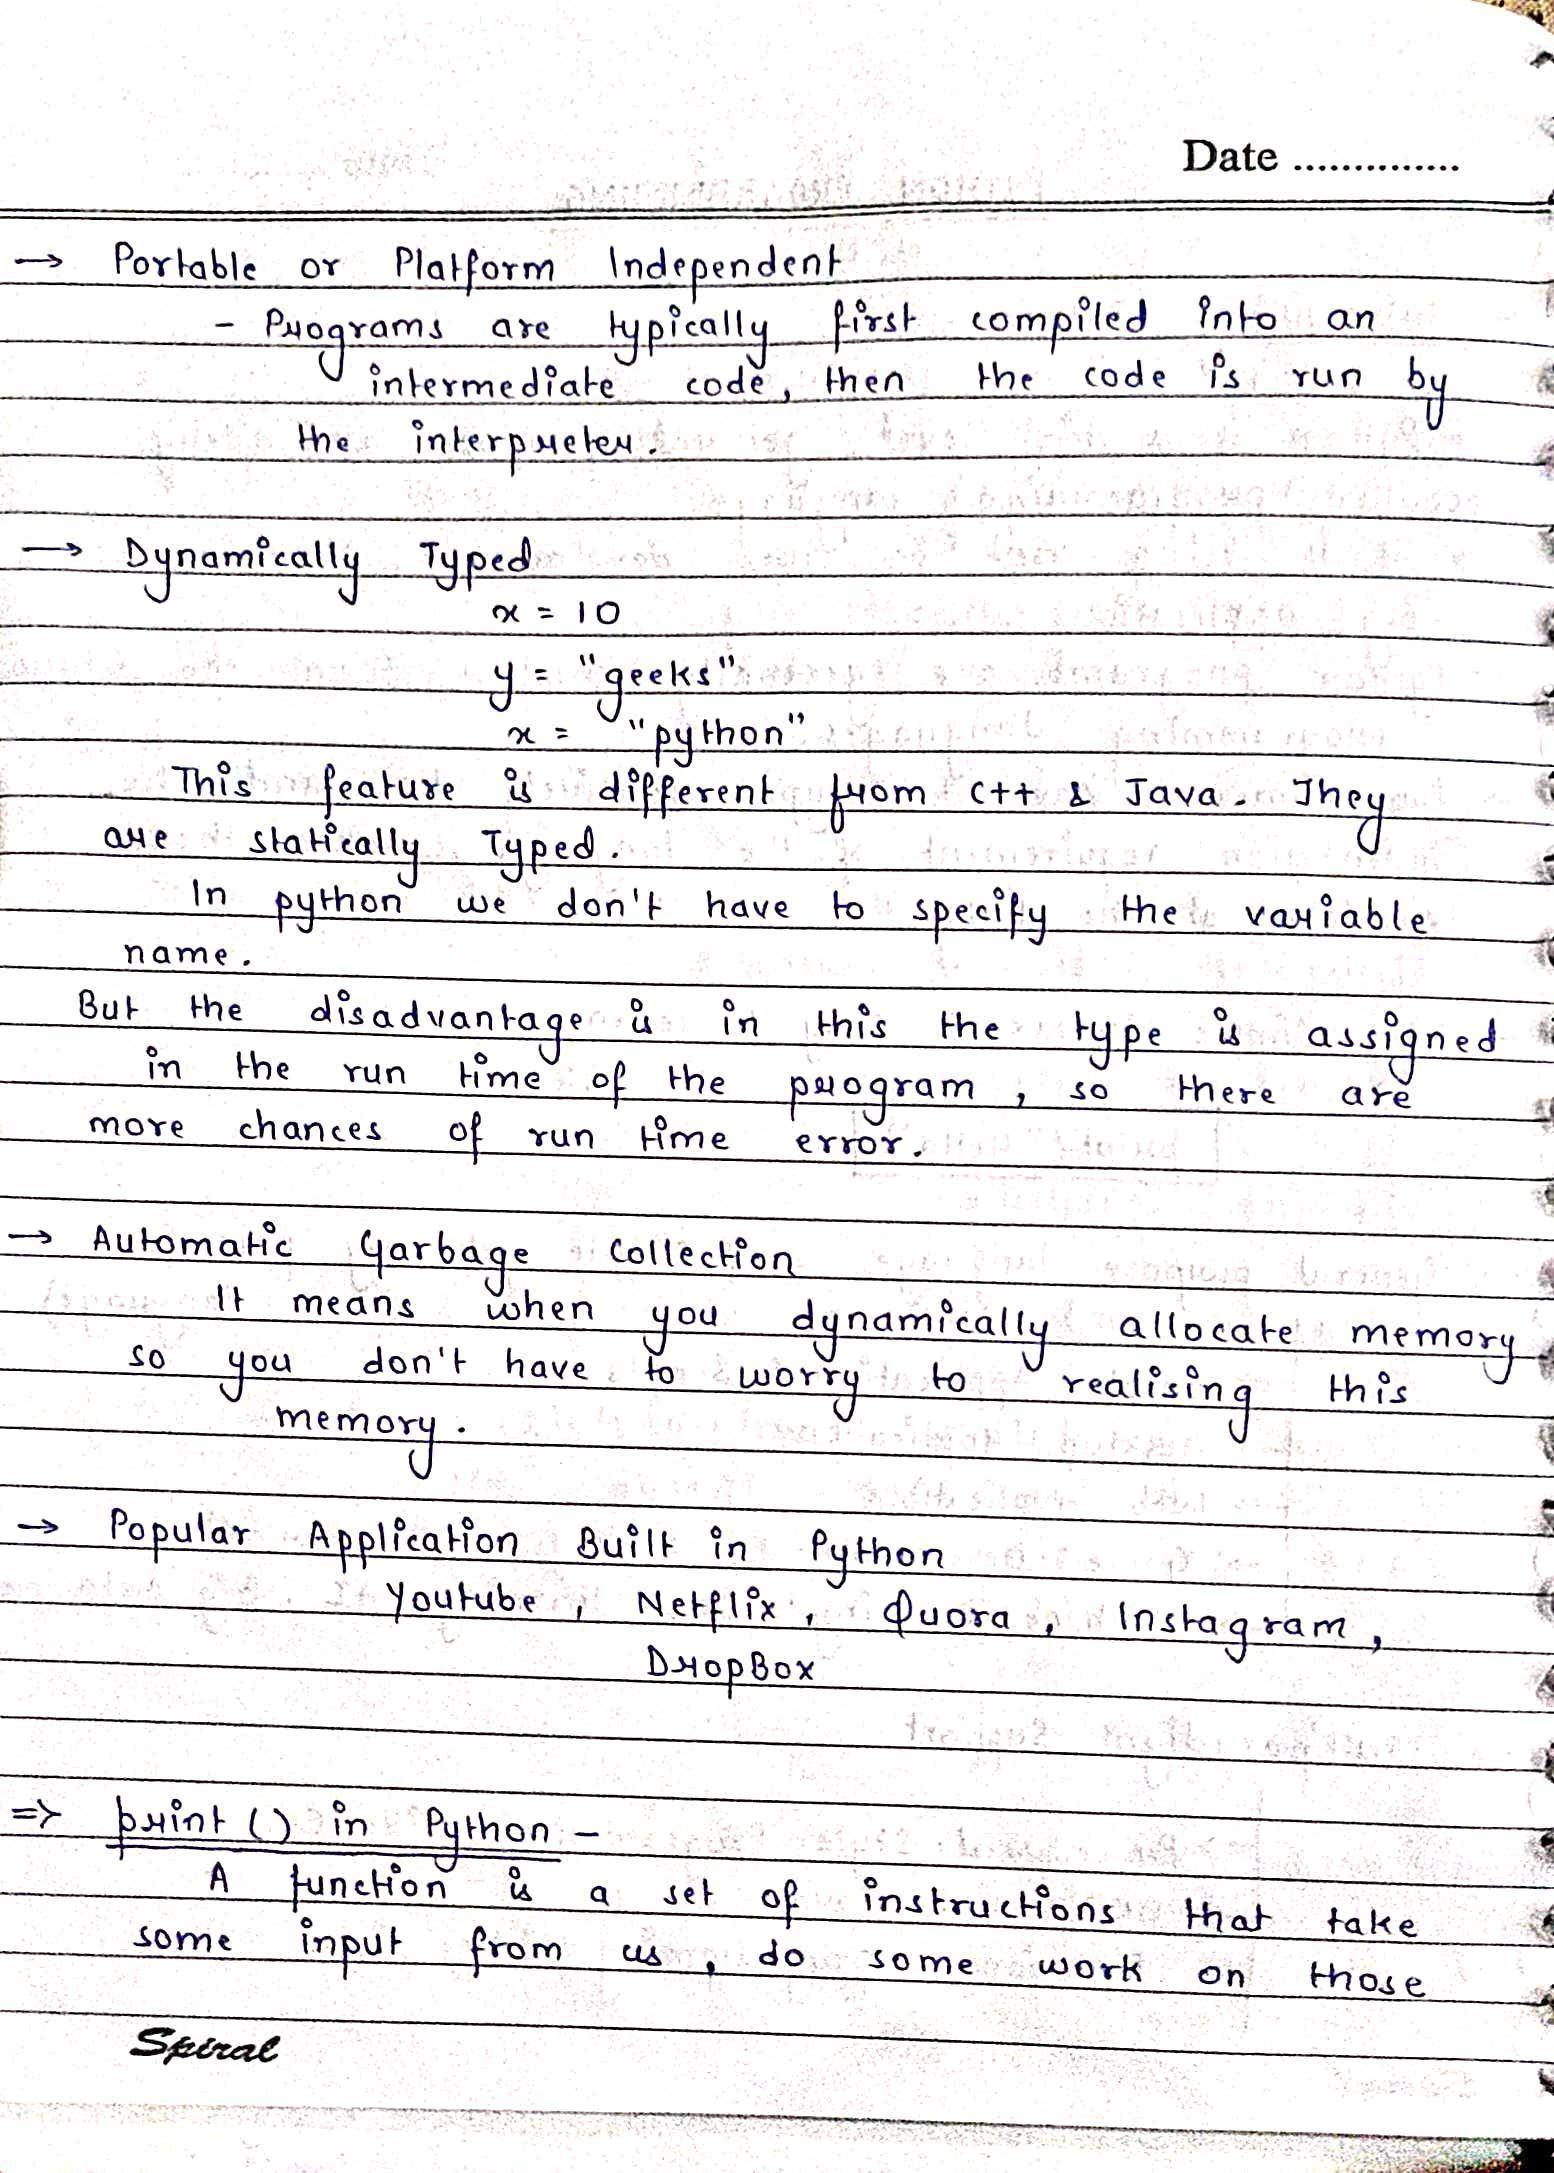 Date ..............
→ Portable or Platform Independent
- Programs are typically first compiled into an
intermediate code, then the code is run by
the interpreter.
→ Dynamically Typed
x = 10
y = "geeks"
x = "python"
This feature is different from C++ & Java. They
are statically Typed.
In python we don't have to specify the variable
name.
But the disadvantage is in this the type is assigned
in the run time of the program, so there are
more chances of run time error.
→ Automatic Garbage Collection
It means when you dynamically allocate memory
so you don't have to worry to realising this
memory.
→ Popular Application Built in Python
Youtube, Netflix, Quora, Instagram,
DropBox
=> print () in Python -
A function is a set of instructions that take
some input from us, do some work on those
Spiral